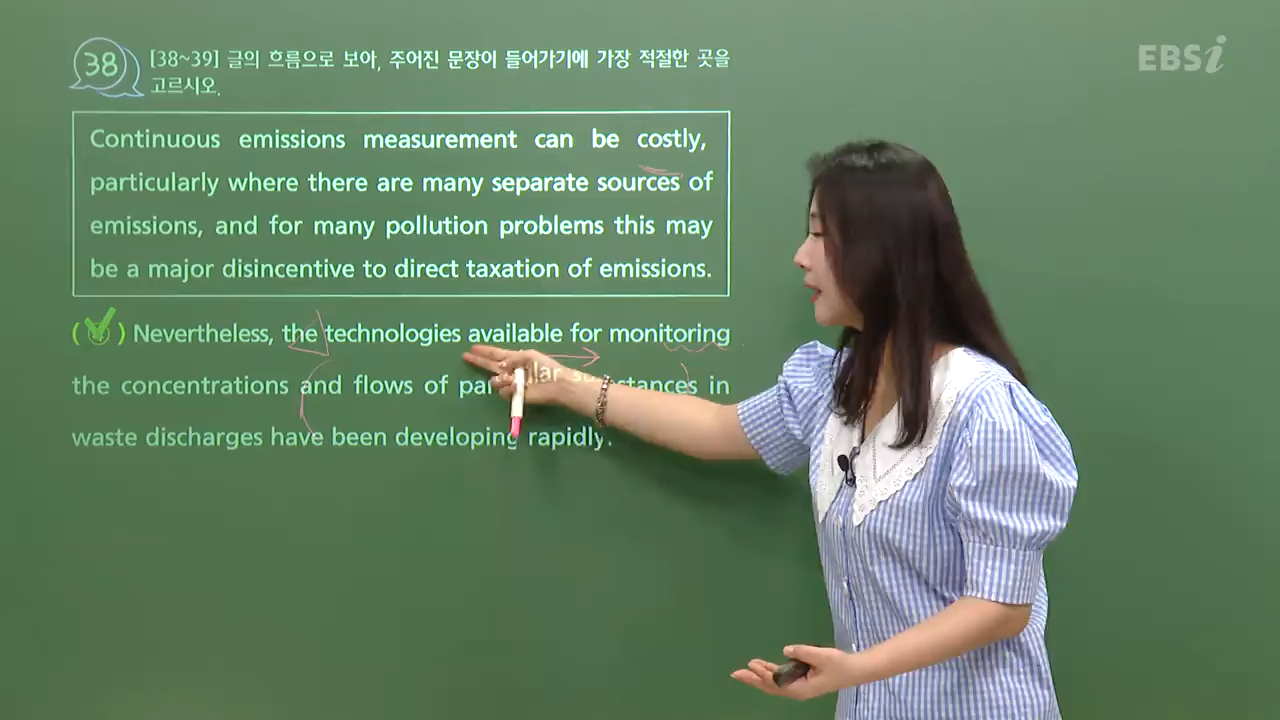 38
[38~39] 글의 흐름으로 보아, 주어진 문장이 들어가기에 가장 적절한 곳을
고르시오.
EBSi
Continuous emissions measurement can be costly,
particularly where there are many separate sources of
emissions, and for many pollution problems this may
be a major disincentive to direct taxation of emissions.
( ) Nevertheless, the technologies available for monitoring
the concentrations and flows of in
waste discharges have been developing rapidly.